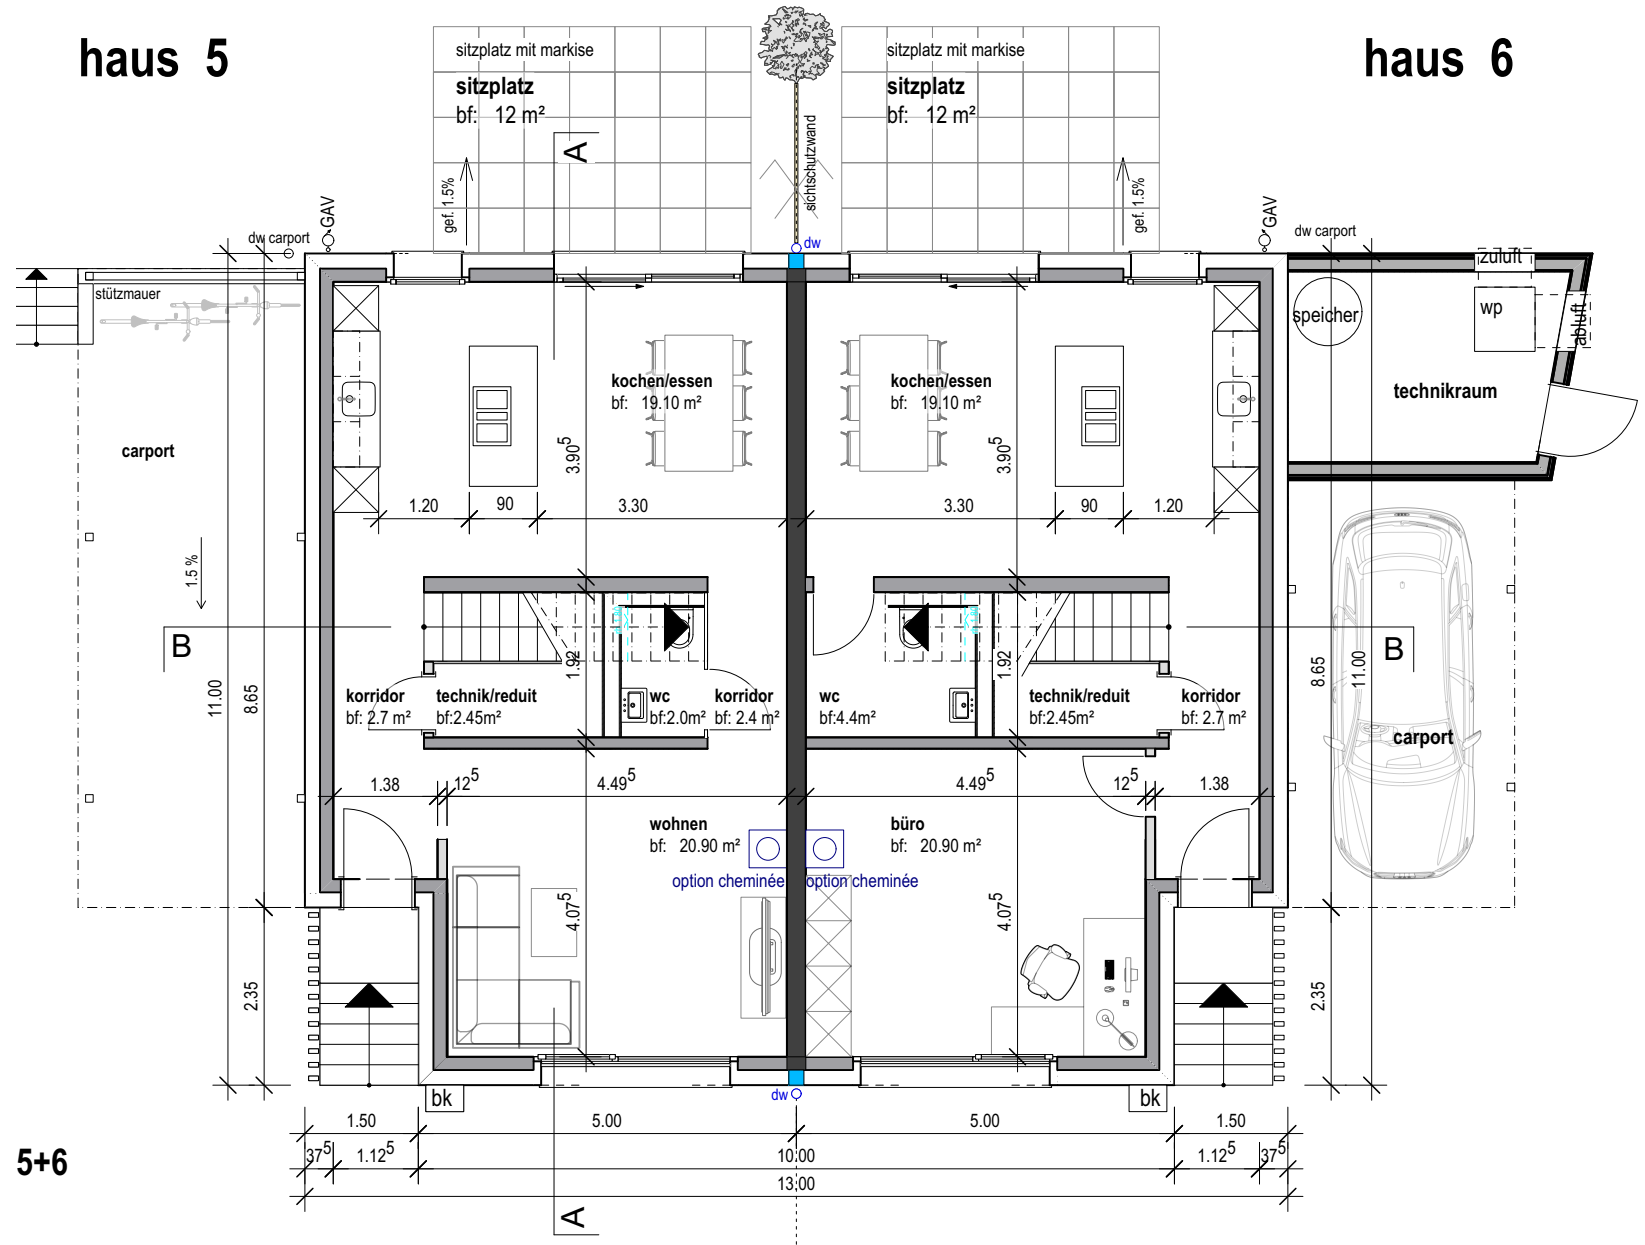 haus 5
haus 6
sitzplatz mit markise
sitzplatz
bf: 12 m²
sitzplatz mit markise
sitzplatz
bf: 12 m²
A
sichtschutzwand
gef. 1.5%
gef. 1.5%
GAV
GAV
dw carport
dw
dw carport
zuluft
stützmauer
speicher
wp
abluft
kochen/essen
bf: 19.10 m²
kochen/essen
bf: 19.10 m²
technikraum
carport
3.90⁵
3.90⁵
1.20
90
3.30
3.30
90
1.20
1.5 %
B
B
1.92
1.92
11.00
8.65
8.65
11.00
korridor
bf: 2.7 m²
technik/reduit
bf:2.45m²
wc
bf:2.0m²
korridor
bf: 2.4 m²
wc
bf:4.4m²
technik/reduit
bf:2.45m²
korridor
bf: 2.7 m²
carport
1.38
12⁵
4.49⁵
4.49⁵
12⁵
1.38
wohnen
bf: 20.90 m²
büro
bf: 20.90 m²
option cheminée
option cheminée
4.07⁵
4.07⁵
2.35
2.35
bk
dw
bk
1.50
5.00
5.00
1.50
37⁵
1.12⁵
10.00
1.12⁵
37⁵
5+6
13.00
A